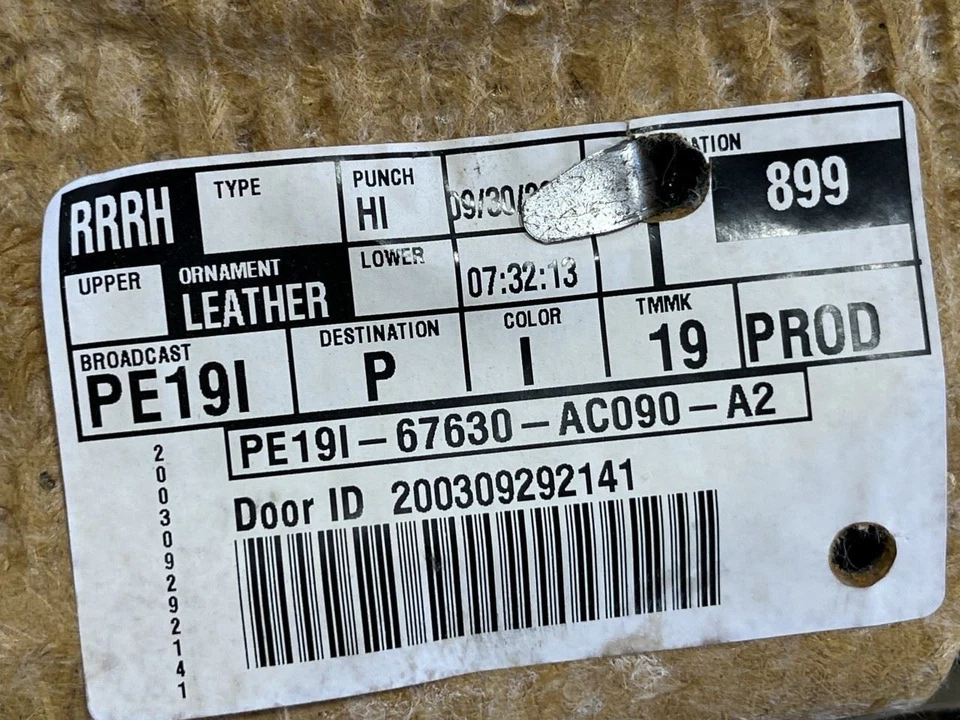 RRRH
TYPE
PUNCH
HI
899
UPPER
ORNAMENT
LEATHER
LOWER
07:32:13
BROADCAST
PE19I
DESTINATION
P
COLOR
I
TMMK
19
PROD
PE19I-67630-AC090-A2
Door ID 200309292141
200309292141